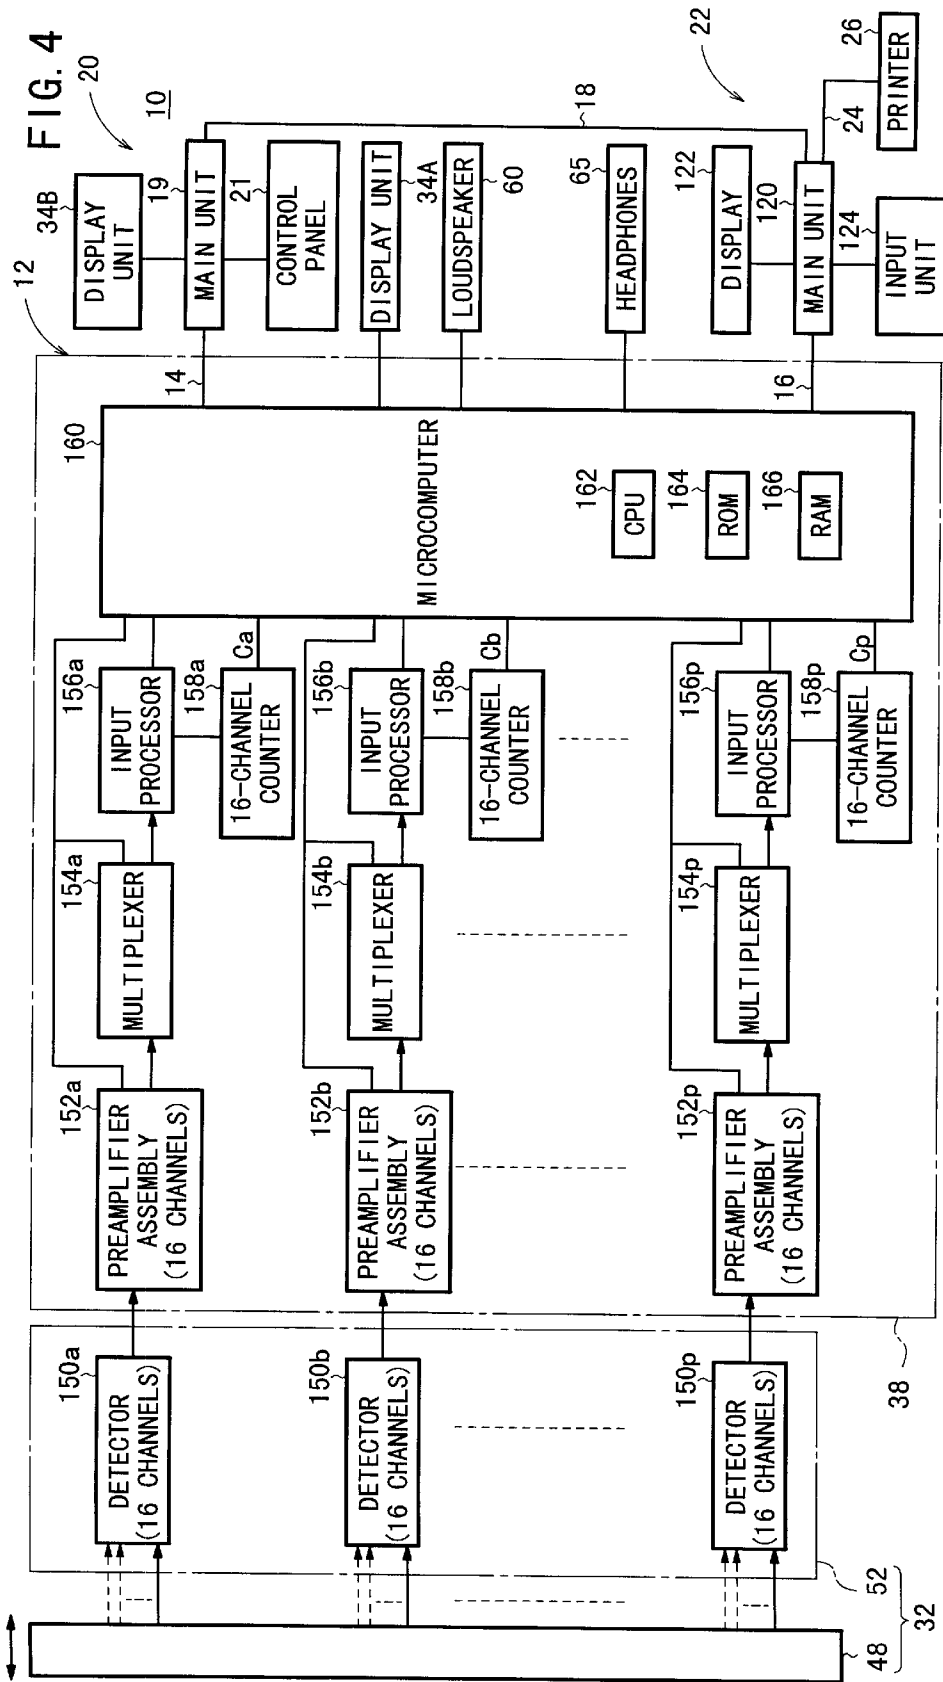 FIG. 4
10
20
12
34B
DISPLAY
UNIT
19
MAIN UNIT
14
21
CONTROL
PANEL
DISPLAY UNIT
34A
LOUDSPEAKER
60
65
HEADPHONES
18
22
122
DISPLAY
120
MAIN UNIT
16
124
INPUT
UNIT
24
26
PRINTER
160
MICROCOMPUTER
162
CPU
164
ROM
166
RAM
150a
DETECTOR
(16 CHANNELS)
152a
PREAMPLIFIER
ASSEMBLY
(16 CHANNELS)
154a
MULTIPLEXER
156a
INPUT
PROCESSOR
158a
16-CHANNEL
COUNTER
Ca
150b
DETECTOR
(16 CHANNELS)
152b
PREAMPLIFIER
ASSEMBLY
(16 CHANNELS)
154b
MULTIPLEXER
156b
INPUT
PROCESSOR
158b
16-CHANNEL
COUNTER
Cb
150p
DETECTOR
(16 CHANNELS)
152p
PREAMPLIFIER
ASSEMBLY
(16 CHANNELS)
154p
MULTIPLEXER
156p
INPUT
PROCESSOR
158p
16-CHANNEL
COUNTER
Cp
38
52
48
32